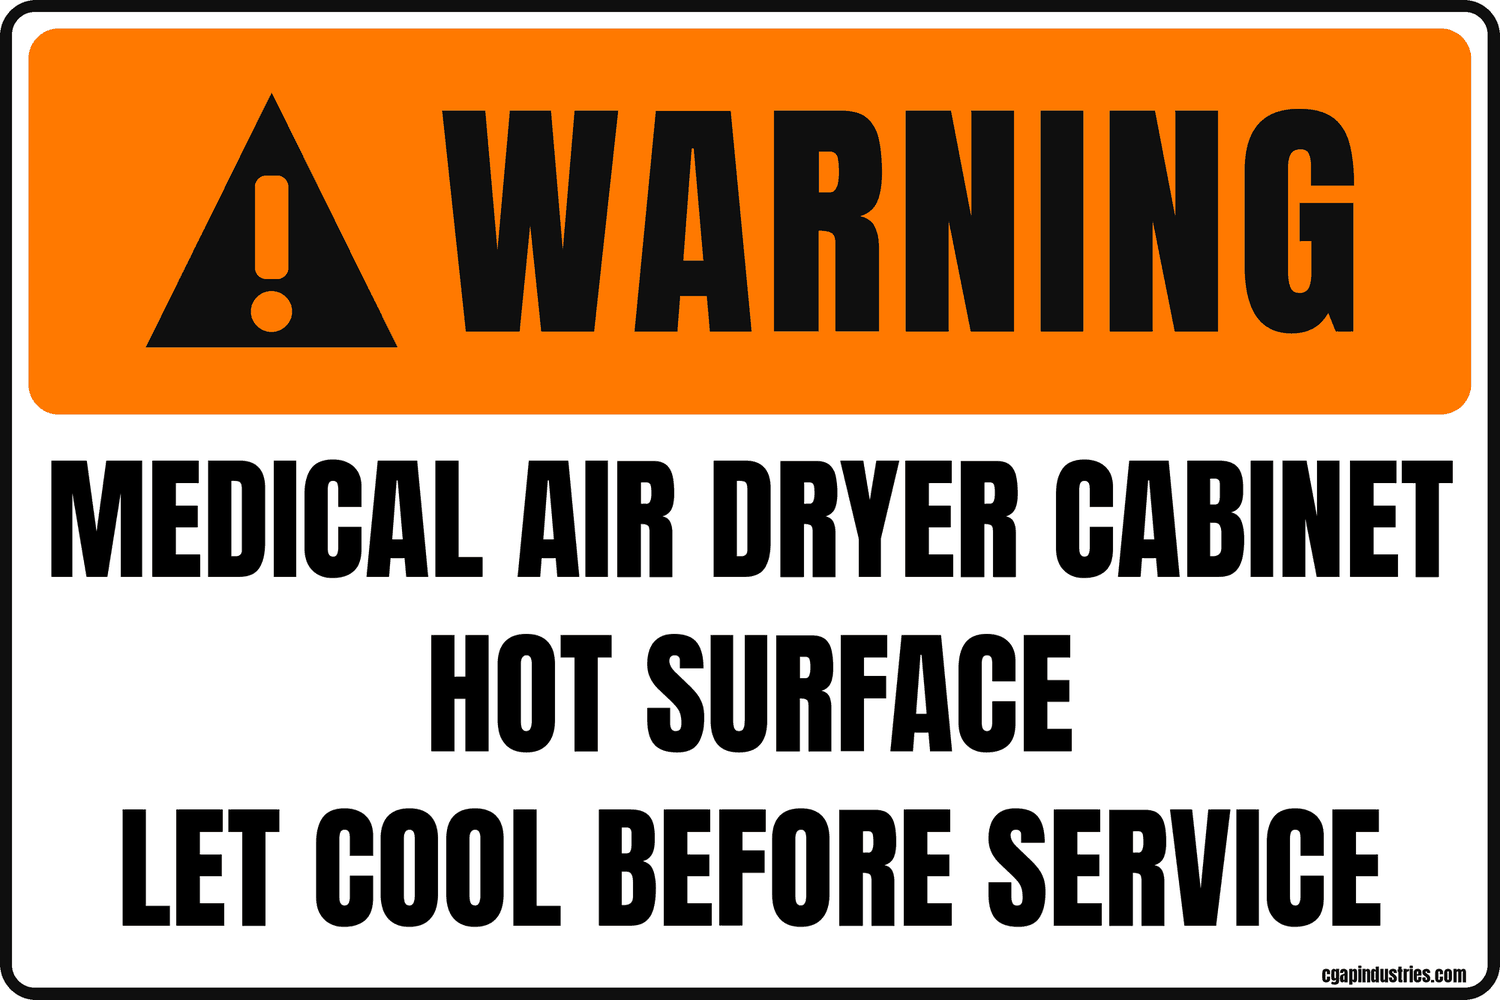 WARNING
MEDICAL AIR DRYER CABINET
HOT SURFACE
LET COOL BEFORE SERVICE
cgapindustries.com